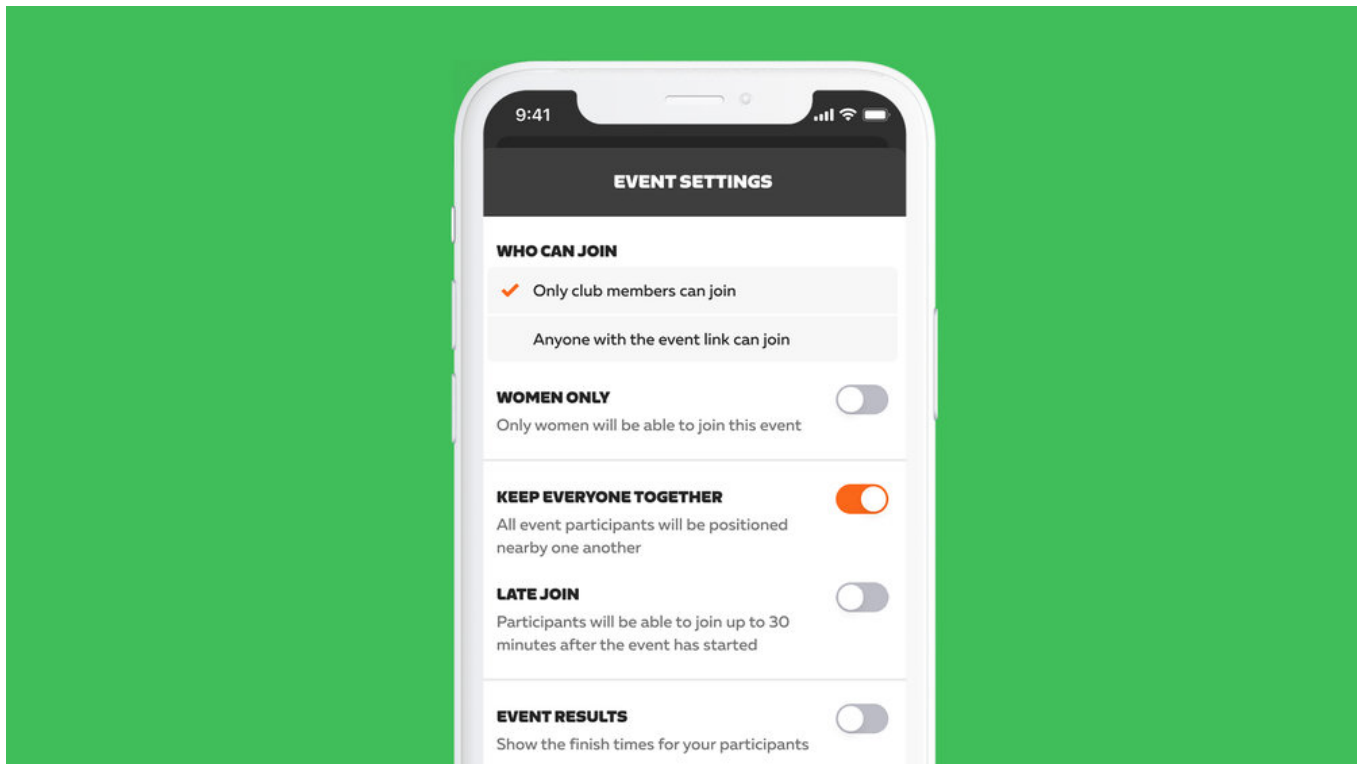 9:41
EVENT SETTINGS
WHO CAN JOIN
Only club members can join
Anyone with the event link can join
WOMEN ONLY
Only women will be able to join this event
KEEP EVERYONE TOGETHER
All event participants will be positioned
nearby one another
LATE JOIN
Participants will be able to join up to 30
minutes after the event has started
EVENT RESULTS
Show the finish times for your participants